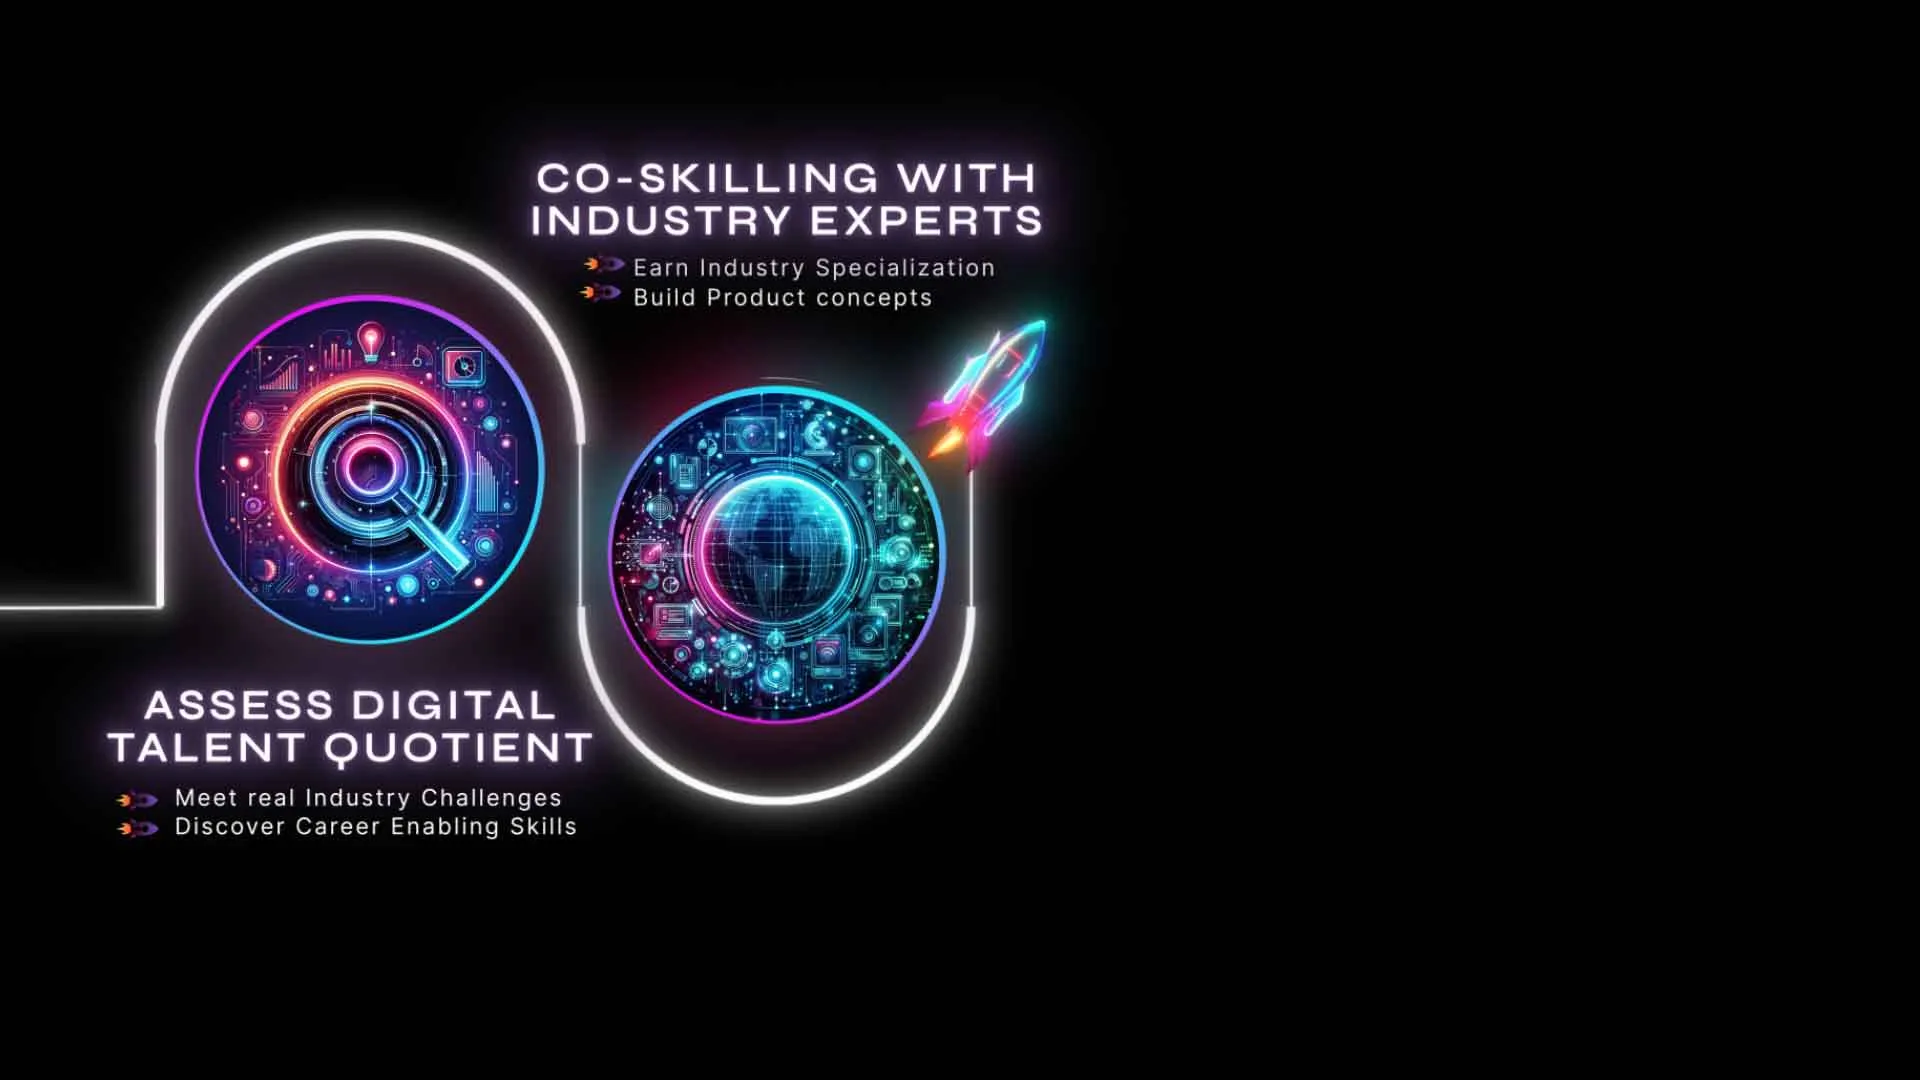 CO-SKILLING WITH
INDUSTRY EXPERTS
Earn Industry Specialization
Build Product concepts
ASSESS DIGITAL
TALENT QUOTIENT
Meet real Industry Challenges
Discover Career Enabling Skills